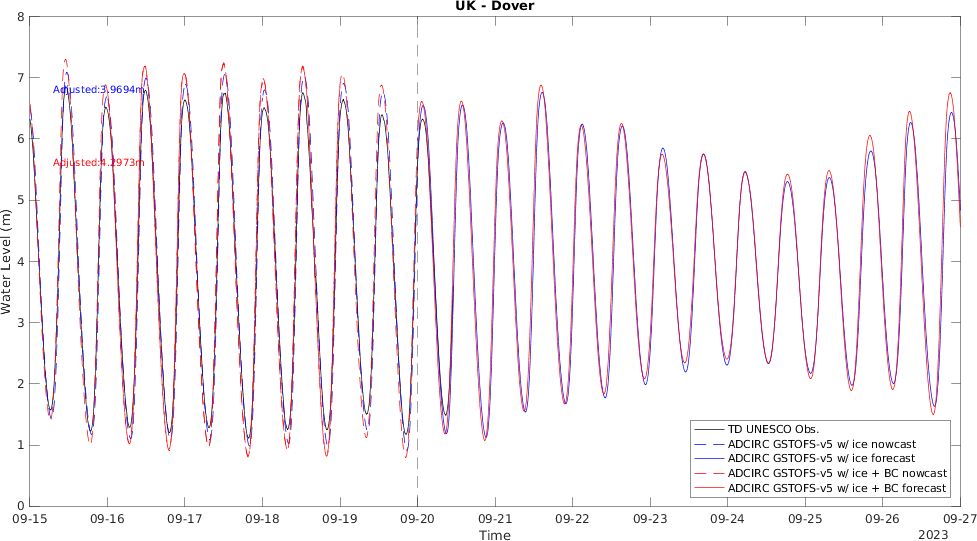 UK - Dover
8
7
6
5
4
3
2
1
0
Water Level (m)
Adjusted:3.9694m
Adjusted:4.2973m
TD UNESCO Obs.
ADCIRC GSTOFS-v5 w/ ice nowcast
ADCIRC GSTOFS-v5 w/ ice forecast
ADCIRC GSTOFS-v5 w/ ice + BC nowcast
ADCIRC GSTOFS-v5 w/ ice + BC forecast
09-15 09-16 09-17 09-18 09-19 09-20 09-21 09-22 09-23 09-24 09-25 09-26 09-27
Time
2023